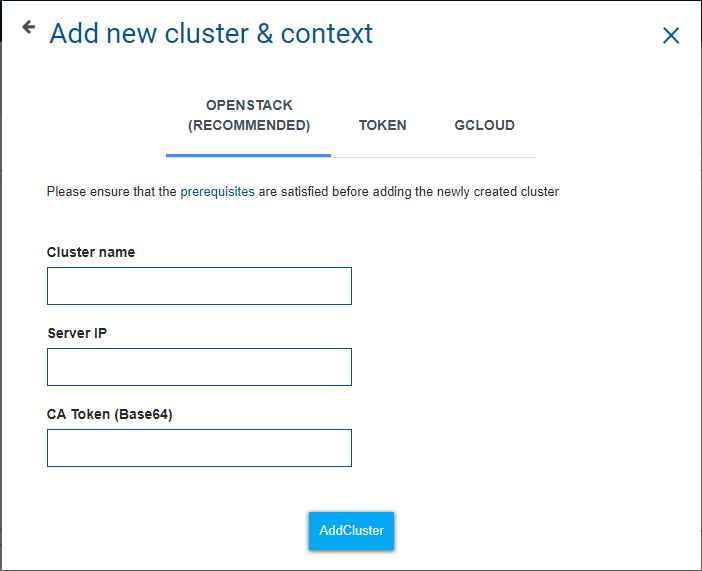 Add new cluster & context
OPENSTACK
(RECOMMENDED)
TOKEN
GCLOUD
Please ensure that the prerequisites are satisfied before adding the newly created cluster
Cluster name
Server IP
CA Token (Base64)
AddCluster